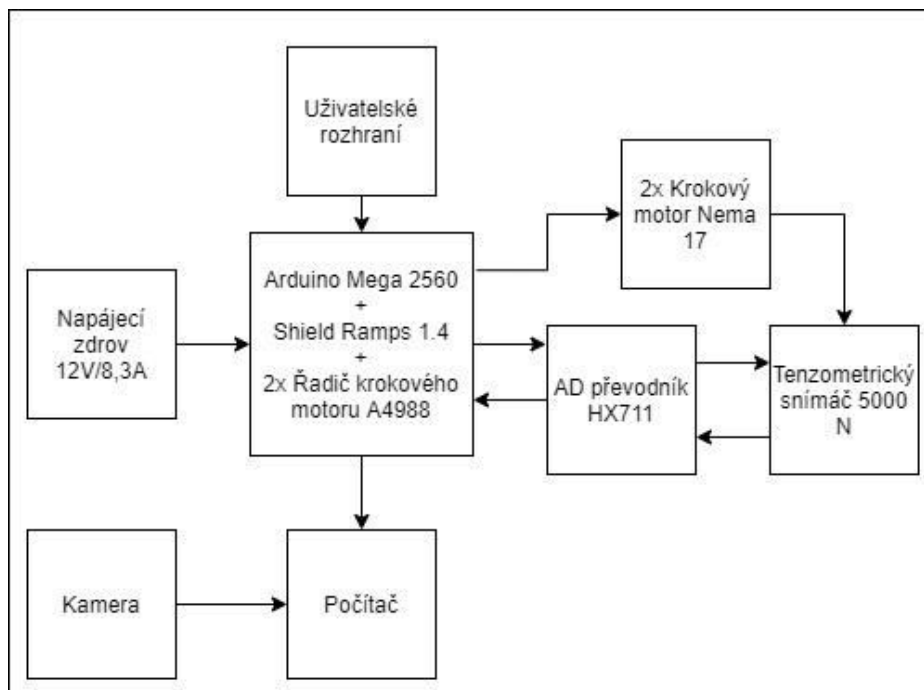 Uživatelské
rozhraní
2x Krokový
motor Nema
17
Arduino Mega 2560
+
Shield Ramps 1.4
+
2x Řadič krokového
motoru A4988
Napájecí
zdrov
12V/8,3A
AD převodník
HX711
Tenzometrický
snímáč 5000
N
Kamera
Počítač